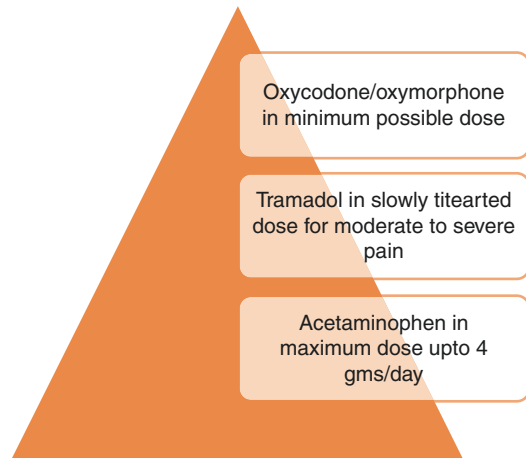 Oxycodone/oxymorphone
in minimum possible dose
Tramadol in slowly titearted
dose for moderate to severe
pain
Acetaminophen in
maximum dose upto 4
gms/day